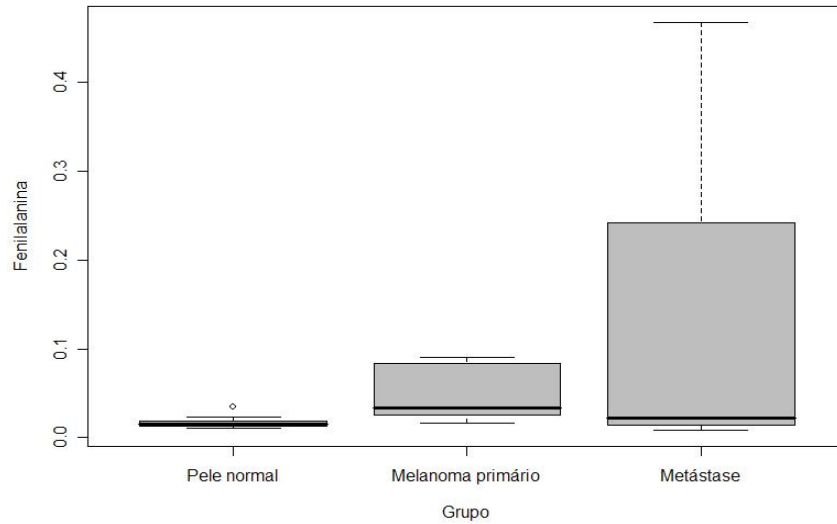 Fenilalanina
0.4
0.3
0.2
0.1
0.0
Pele normal
Melanoma primário
Metástase
Grupo